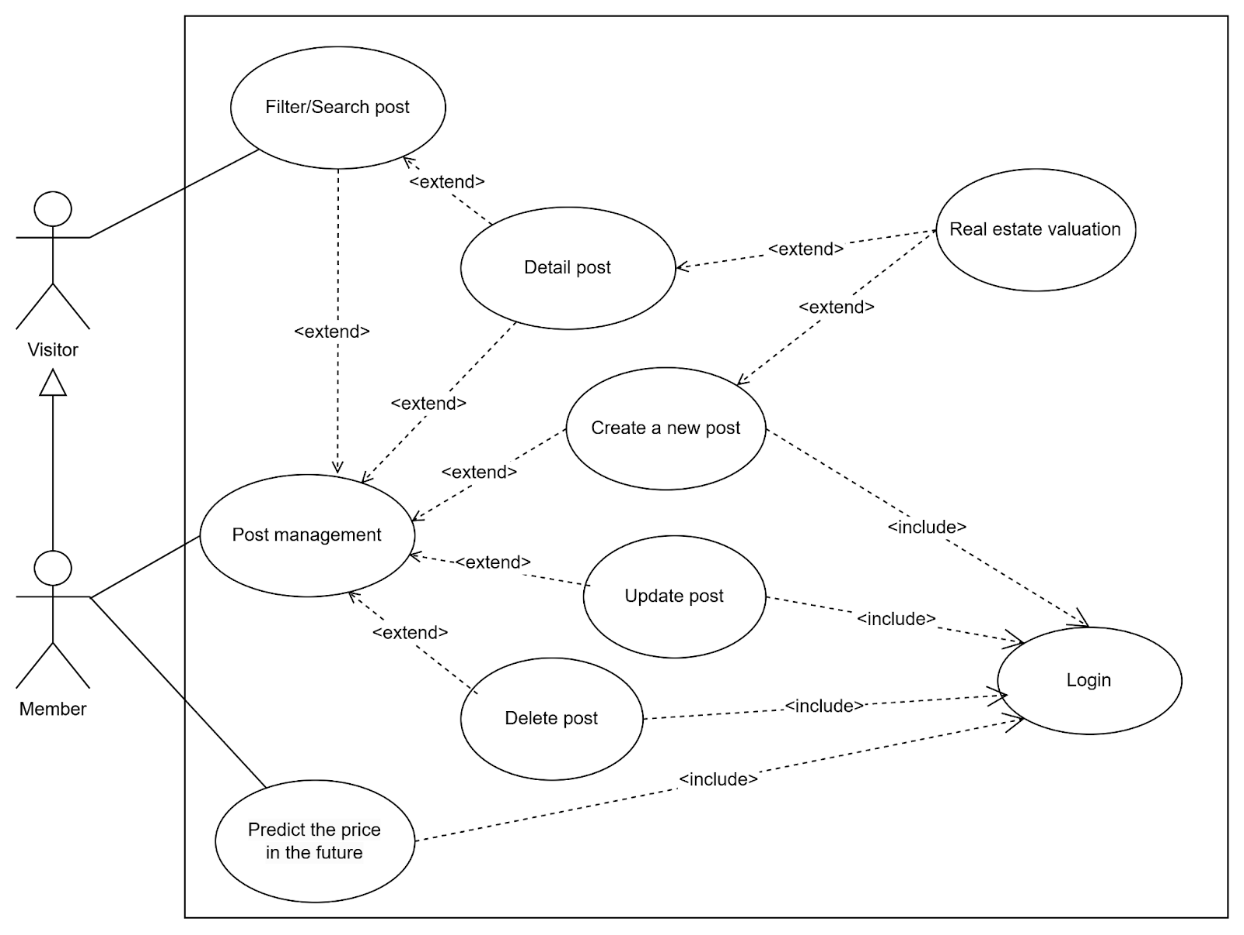 Filter/Search post
<extend>
Real estate valuation
<extend>
Detail post
<extend>
<extend>
Visitor
<extend>
Create a new post
<extend>
<include>
Post management
<extend>
Update post
<include>
<extend>
Login
Member
Delete post
<include>
<include>
Predict the price
in the future